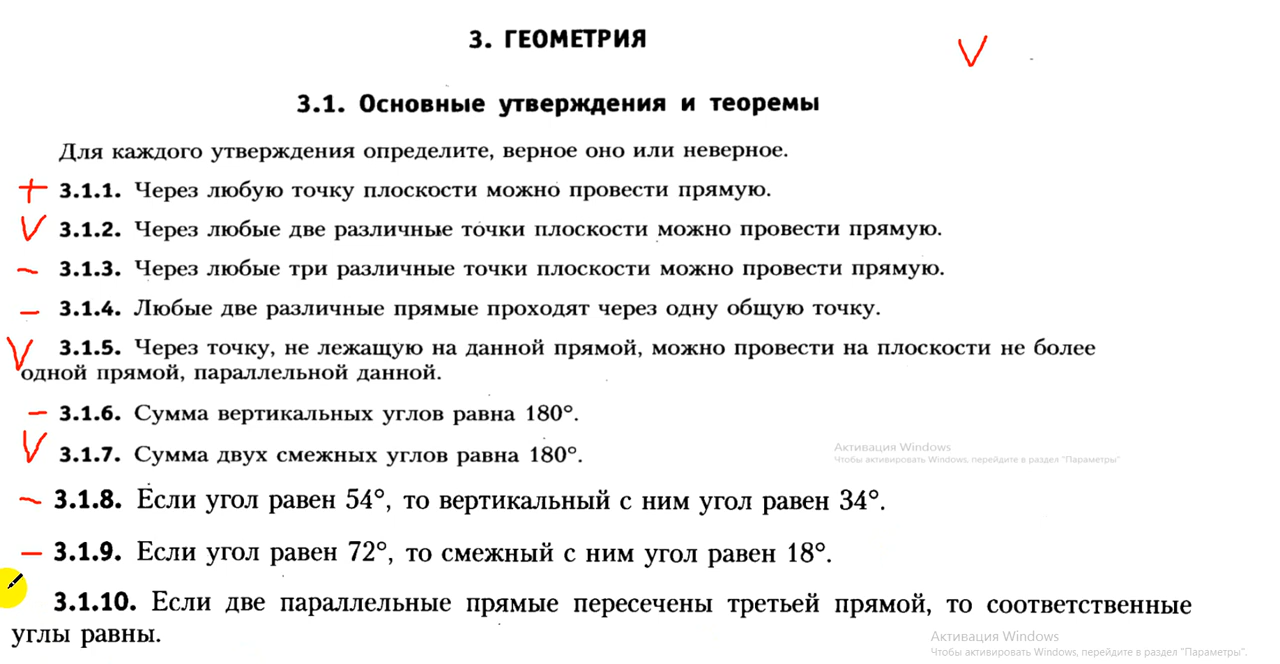 3. ГЕОМЕТРИЯ
3.1. Основные утверждения и теоремы
Для каждого утверждения определите, верное оно или неверное.
+ 3.1.1. Через любую точку плоскости можно провести прямую.
V 3.1.2. Через любые две различные точки плоскости можно провести прямую.
– 3.1.3. Через любые три различные точки плоскости можно провести прямую.
– 3.1.4. Любые две различные прямые проходят через одну общую точку.
V 3.1.5. Через точку, не лежащую на данной прямой, можно провести на плоскости не более
одной прямой, параллельной данной.
– 3.1.6. Сумма вертикальных углов равна 180°.
V 3.1.7. Сумма двух смежных углов равна 180°.
Активация Windows
Чтобы активировать Windows, перейдите в раздел "Параметры"
– 3.1.8. Если угол равен 54°, то вертикальный с ним угол равен 34°.
– 3.1.9. Если угол равен 72°, то смежный с ним угол равен 18°.
3.1.10. Если две параллельные прямые пересечены третьей прямой, то соответственные
углы равны.
Активация Windows
Чтобы активировать Windows, перейдите в раздел "Параметры".